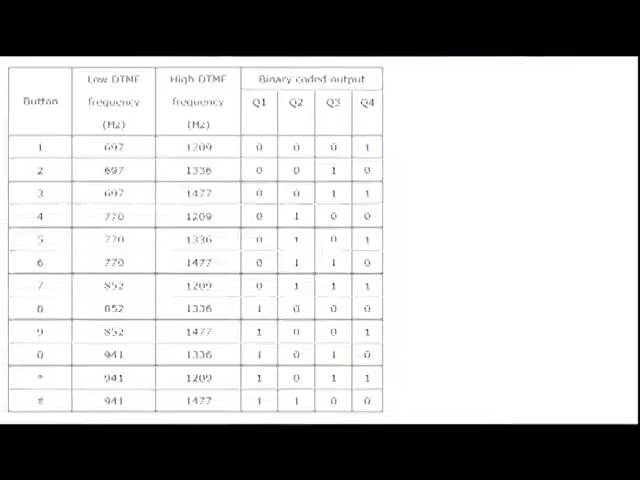 Button Low DTMF frequency (Hz) High DTMF frequency (Hz) Binary coded output
Q1 Q2 Q3 Q4
1 697 1209 0 0 0 1
2 697 1336 0 0 1 0
3 697 1477 0 0 1 1
4 770 1209 0 1 0 0
5 770 1336 0 1 0 1
6 770 1477 0 1 1 0
7 852 1209 0 1 1 1
8 852 1336 1 0 0 0
9 852 1477 1 0 0 1
0 941 1336 1 0 1 0
* 941 1209 1 0 1 1
# 941 1477 1 1 0 0